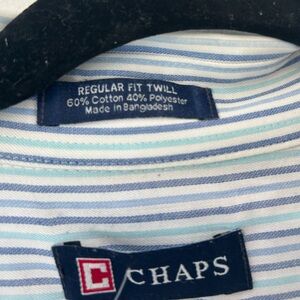 REGULAR FIT TWILL
60% Cotton 40% Polyester
Made in Bangladesh
C CHAPS